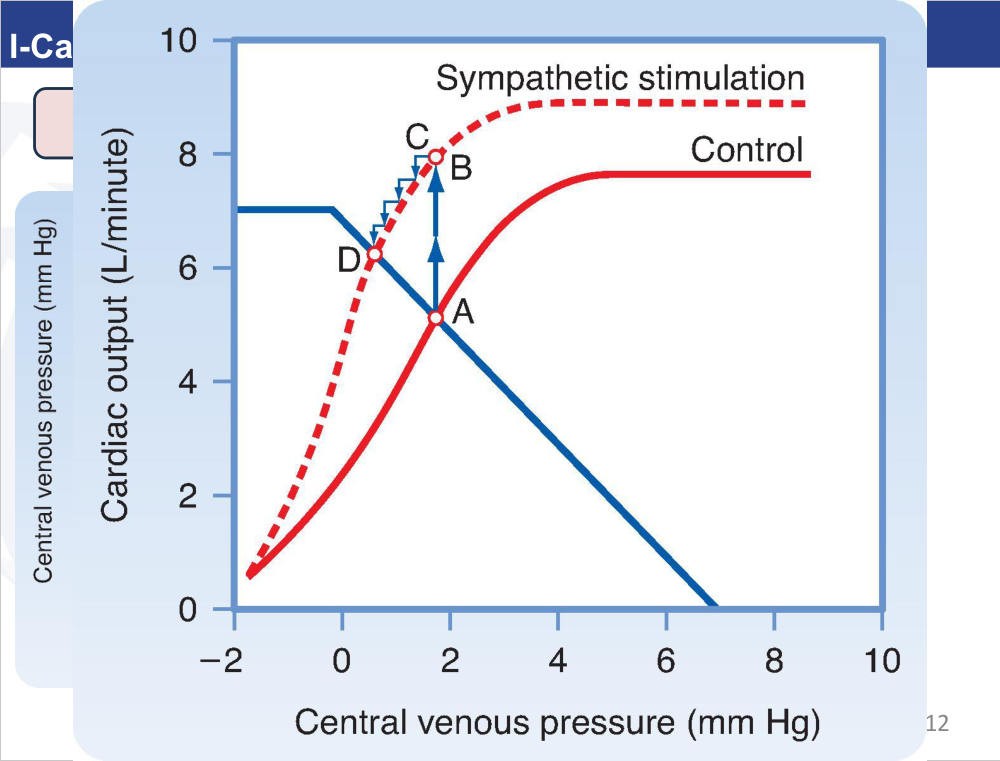 I-Ca
Central venous pressure (mm Hg)
Cardiac output (L/minute)
10
8
6
4
2
0
Sympathetic stimulation
Control
C
B
D
A
−2 0 2 4 6 8 10
Central venous pressure (mm Hg)
12